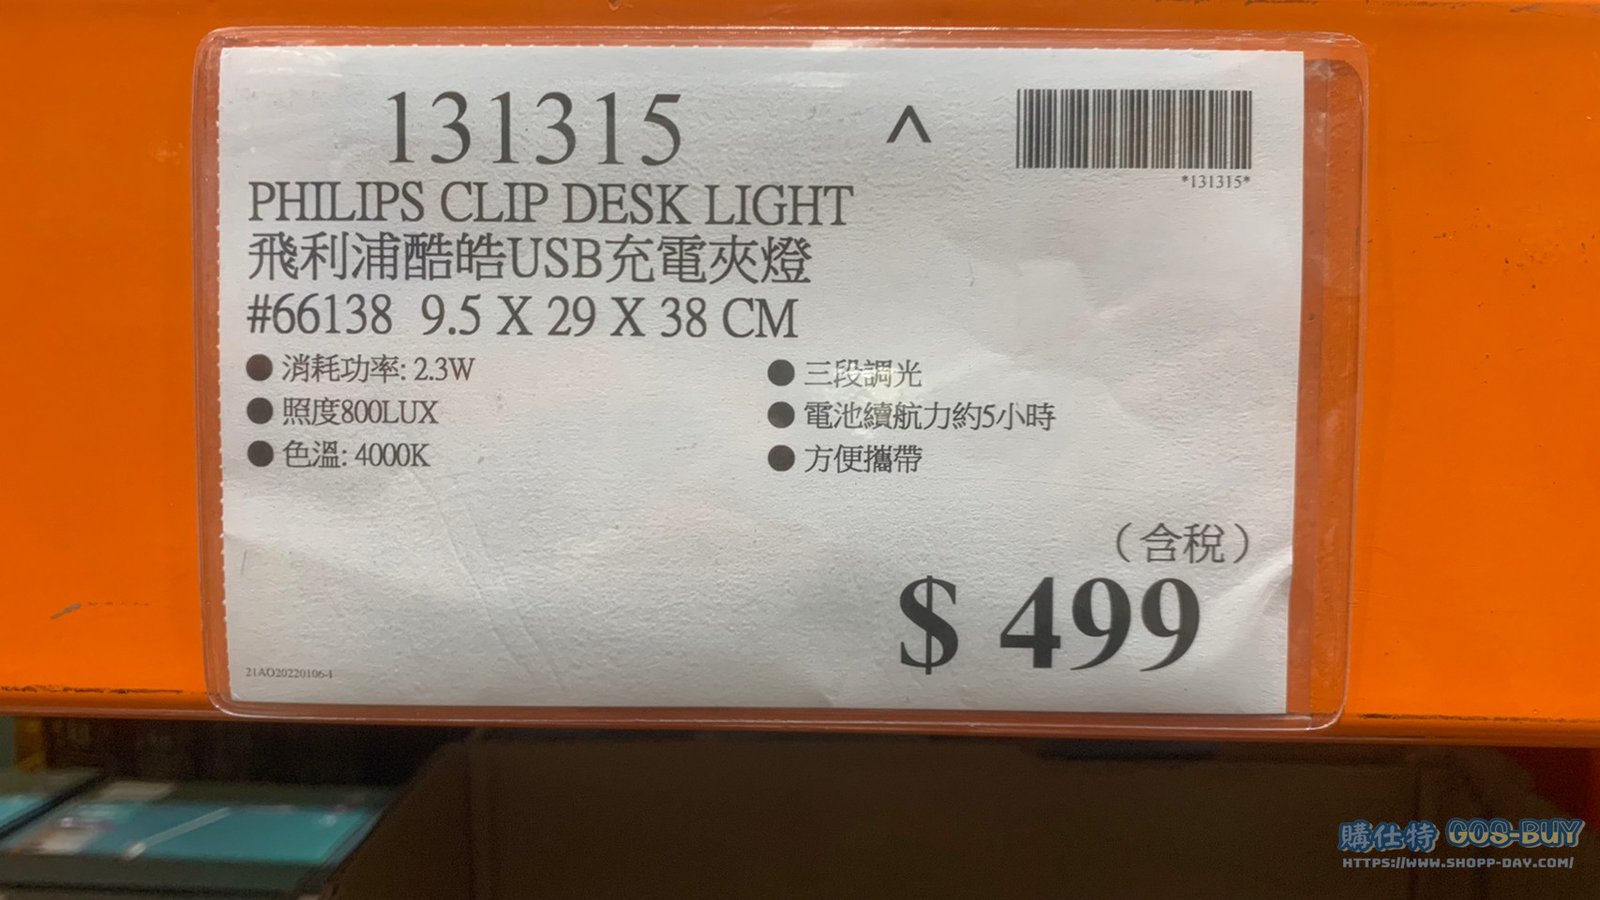 131315 ^
*131315*
PHILIPS CLIP DESK LIGHT
飛利浦酷皓USB充電夾燈
#66138 9.5 X 29 X 38 CM
● 消耗功率: 2.3W
● 照度800LUX
● 色溫: 4000K
● 三段調光
● 電池續航力約5小時
● 方便攜帶
（含稅）
$ 499
21AO20220106-1
購仕特 GOS-BUY
HTTPS://WWW.SHOPP-DAY.COM/